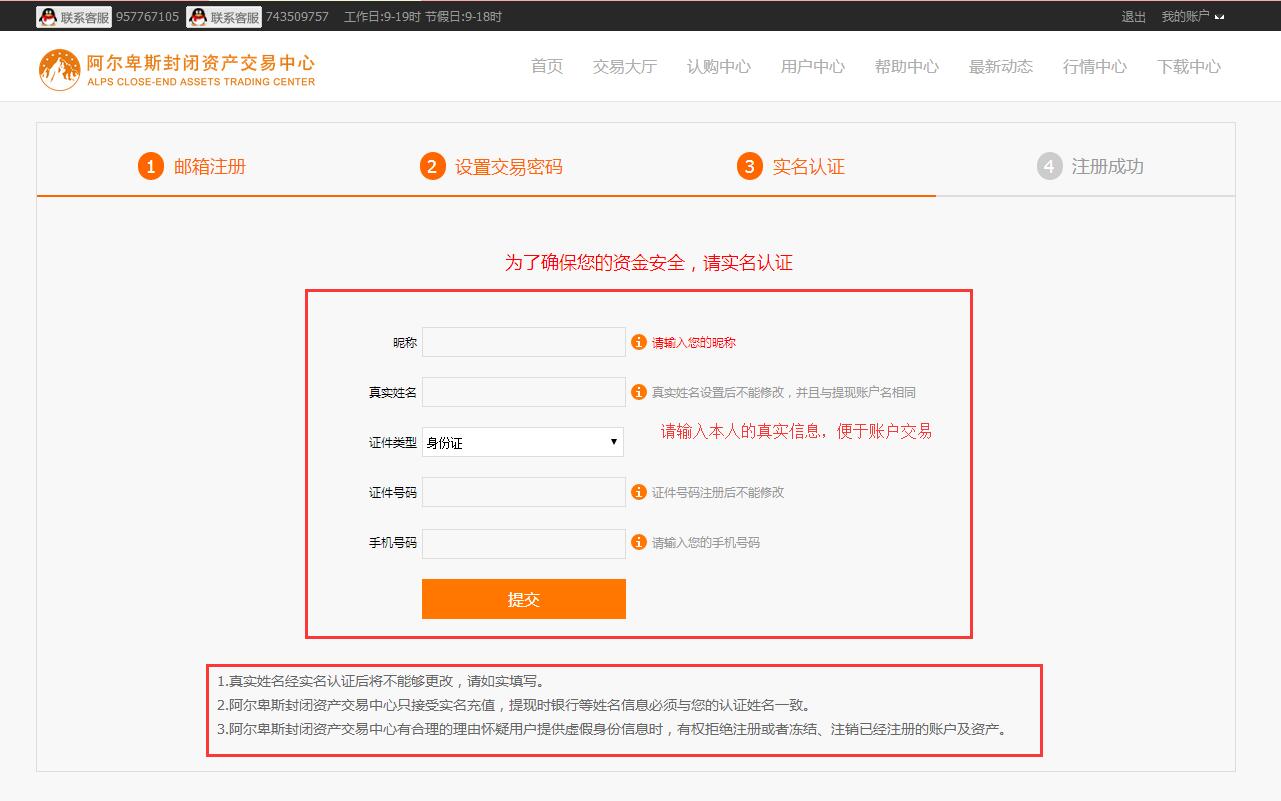 联系客服 957767105 联系客服 743509757 工作日:9-19时 节假日:9-18时 退出 我的账户
阿尔卑斯封闭资产交易中心
ALPS CLOSE-END ASSETS TRADING CENTER
首页 交易大厅 认购中心 用户中心 帮助中心 最新动态 行情中心 下载中心
1 邮箱注册 2 设置交易密码 3 实名认证 4 注册成功
为了确保您的资金安全，请实名认证
昵称 请输入您的昵称
真实姓名 真实姓名设置后不能修改，并且与提现账户名相同
请输入本人的真实信息，便于账户交易
证件类型 身份证
证件号码 证件号码注册后不能修改
手机号码 请输入您的手机号码
提交
1.真实姓名经实名认证后将不能够更改，请如实填写。
2.阿尔卑斯封闭资产交易中心只接受实名充值，提现时银行等姓名信息必须与您的认证姓名一致。
3.阿尔卑斯封闭资产交易中心有合理的理由怀疑用户提供虚假身份信息时，有权拒绝注册或者冻结、注销已经注册的账户及资产。